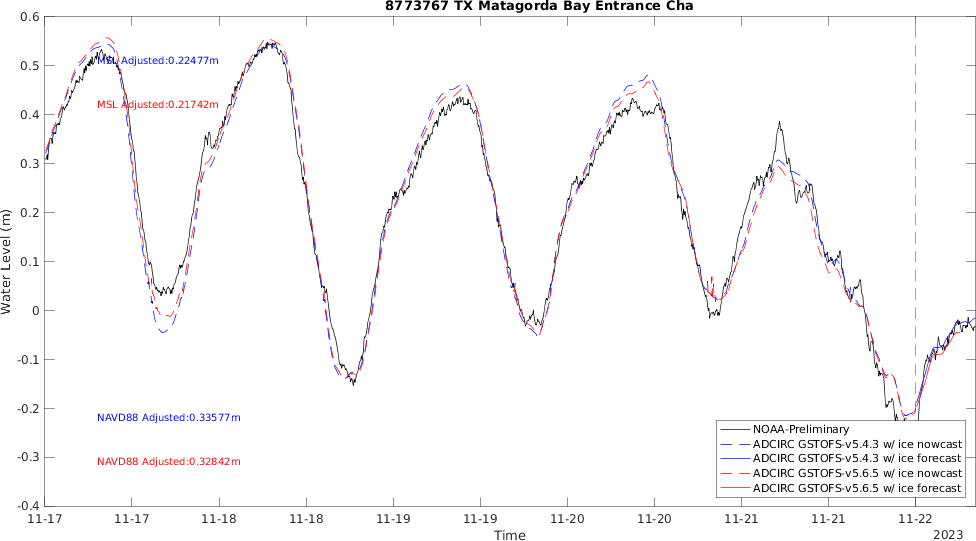 8773767 TX Matagorda Bay Entrance Cha
Water Level (m)
0.6
0.5
0.4
0.3
0.2
0.1
0
-0.1
-0.2
-0.3
-0.4
MSL Adjusted:0.22477m
MSL Adjusted:0.21742m
NAVD88 Adjusted:0.33577m
NAVD88 Adjusted:0.32842m
NOAA-Preliminary
ADCIRC GSTOFS-v5.4.3 w/ ice nowcast
ADCIRC GSTOFS-v5.4.3 w/ ice forecast
ADCIRC GSTOFS-v5.6.5 w/ ice nowcast
ADCIRC GSTOFS-v5.6.5 w/ ice forecast
11-17 11-17 11-18 11-18 11-19 11-19 11-20 11-20 11-21 11-21 11-22
Time
2023